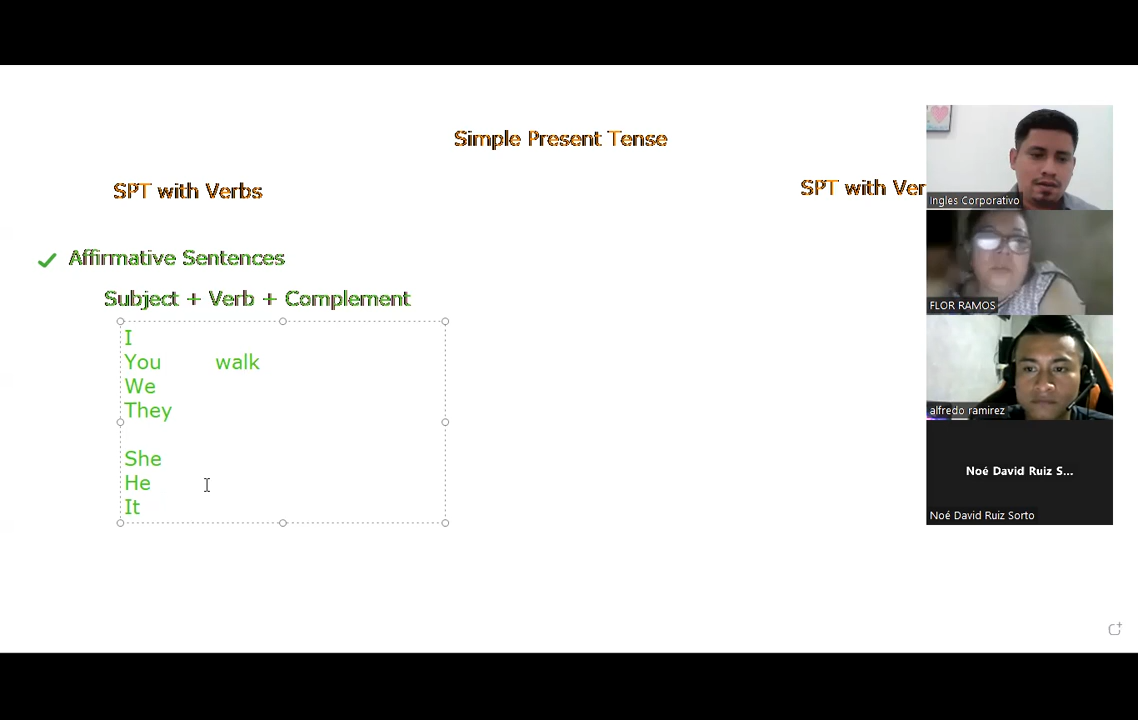 Simple Present Tense
SPT with Verbs
SPT with Ver
Affirmative Sentences
Subject + Verb + Complement
I
You walk
We
They
She
He
It
Ingles Corporativo
FLOR RAMOS
alfredo ramirez
Noé David Ruiz S...
Noé David Ruiz Sorto